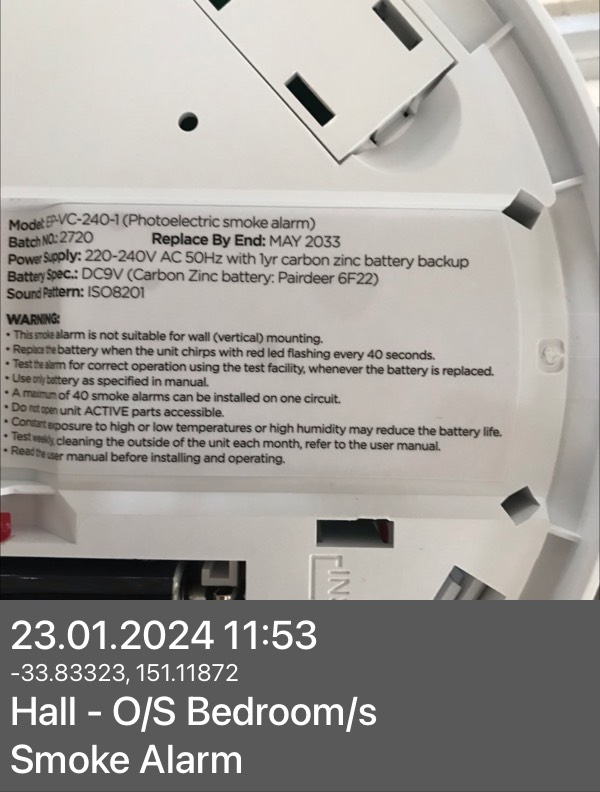 Model: EP-VC-240-1 (Photoelectric smoke alarm)
Batch NO.: 2720 Replace By End: MAY 2033
Power Supply: 220-240V AC 50Hz with 1yr carbon zinc battery backup
Battery Spec.: DC9V (Carbon Zinc battery: Pairdeer 6F22)
Sound Pattern: ISO8201
WARNING:
• This smoke alarm is not suitable for wall (vertical) mounting.
• Replace the battery when the unit chirps with red led flashing every 40 seconds.
• Test the alarm for correct operation using the test facility, whenever the battery is replaced.
• Use only battery as specified in manual.
• A maximum of 40 smoke alarms can be installed on one circuit.
• Do not open unit ACTIVE parts accessible.
• Constant exposure to high or low temperatures or high humidity may reduce the battery life.
• Test weekly, cleaning the outside of the unit each month, refer to the user manual.
• Read the user manual before installing and operating.
INS
23.01.2024 11:53
-33.83323, 151.11872
Hall - O/S Bedroom/s
Smoke Alarm